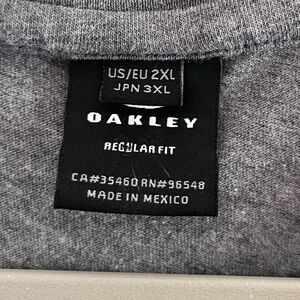 US/EU 2XL
JPN 3XL
OAKLEY
REGULAR FIT
CA#35460 RN#96548
MADE IN MEXICO